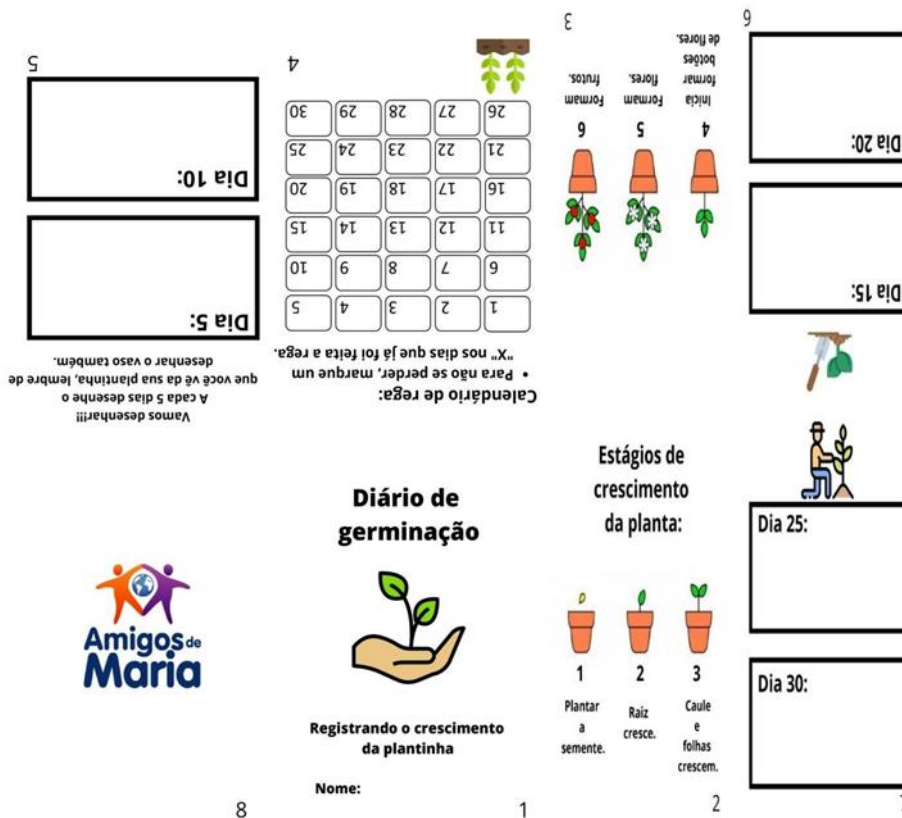 Diário de
germinação
Registrando o crescimento
da plantinha
Nome:
1
Estágios de
crescimento
da planta:
1
Plantar
a
semente.
2
Raiz
cresce.
3
Caule
e
folhas
crescem.
2
4
Inicia
formar
botões
de flores.
5
Formam
flores.
6
Formam
frutos.
3
Calendário de rega:
• Para não se perder, marque um
"X" nos dias que já foi feita a rega.
1 2 3 4 5
6 7 8 9 10
11 12 13 14 15
16 17 18 19 20
21 22 23 24 25
26 27 28 29 30
4
Vamos desenhar!!!
A cada 5 dias desenhe o
que você vê da sua plantinha, lembre de
desenhar o vaso também.
Dia 5:
Dia 10:
5
Dia 15:
Dia 20:
6
Dia 25:
Dia 30:
Amigos de
Maria
8